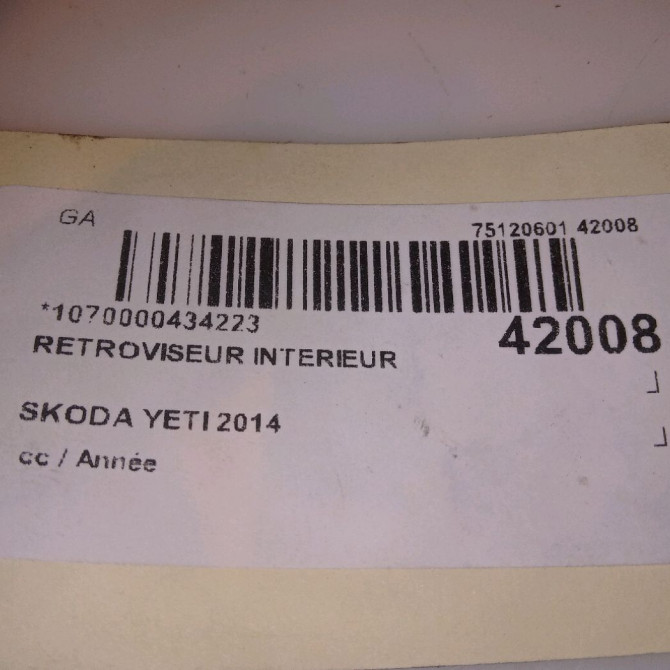 GA
75120601 42008
*1070000434223
42008
RETROVISEUR INTERIEUR
SKODA YETI 2014
cc / Année